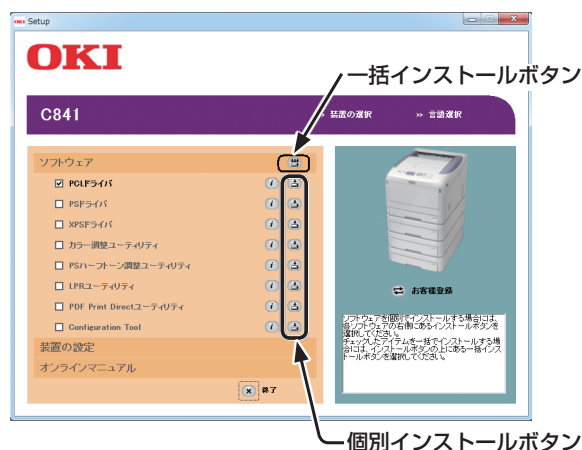 Setup
OKI
一括インストールボタン
C841
装置の選択
>> 言語選択
ソフトウェア
PCLドライバ
PSドライバ
XPSドライバ
カラー調整ユーティリティ
PSハーフトーン調整ユーティリティ
LPRユーティリティ
PDF Print Directユーティリティ
Configuration Tool
装置の設定
オンラインマニュアル
終了
お客様登録
ソフトウェアを個別でインストールする場合には、
各ソフトウェアの右側にあるインストールボタンを
選択してください。
チェックしたアイテムを一括でインストールする場
合には、インストールボタンの上にある一括インス
トールボタンを選択してください。
個別インストールボタン